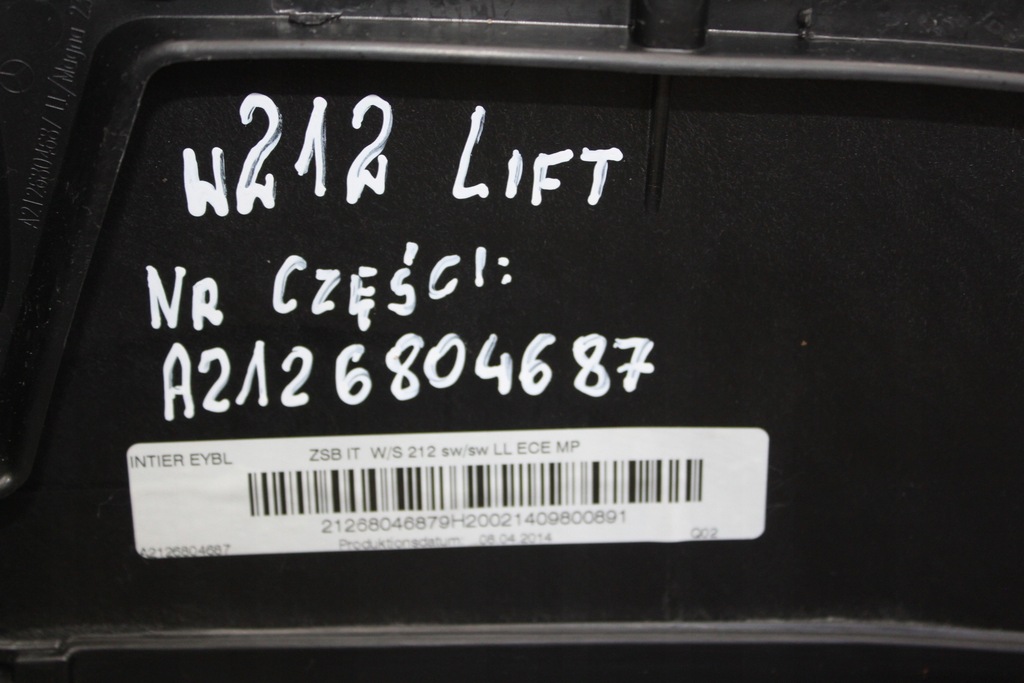 W212 LIFT
NR CZĘŚCI:
A2126804687
INTIER EYBL
ZSB IT W/S 212 sw/sw LL ECE MP
21268046879H20021409800891
Produktionsdatum: 08.04.2014
Q02
A2126804687